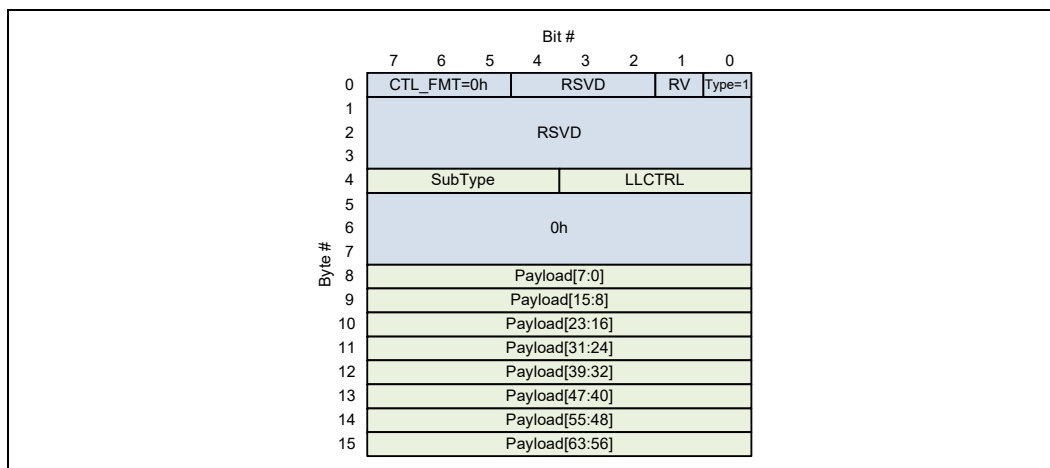 Bit #
7 6 5 4 3 2 1 0
0 CTL_FMT=0h RSVD RV Type=1
1
2 RSVD
3
4 SubType LLCTRL
5
6 0h
7
Byte #
8 Payload[7:0]
9 Payload[15:8]
10 Payload[23:16]
11 Payload[31:24]
12 Payload[39:32]
13 Payload[47:40]
14 Payload[55:48]
15 Payload[63:56]